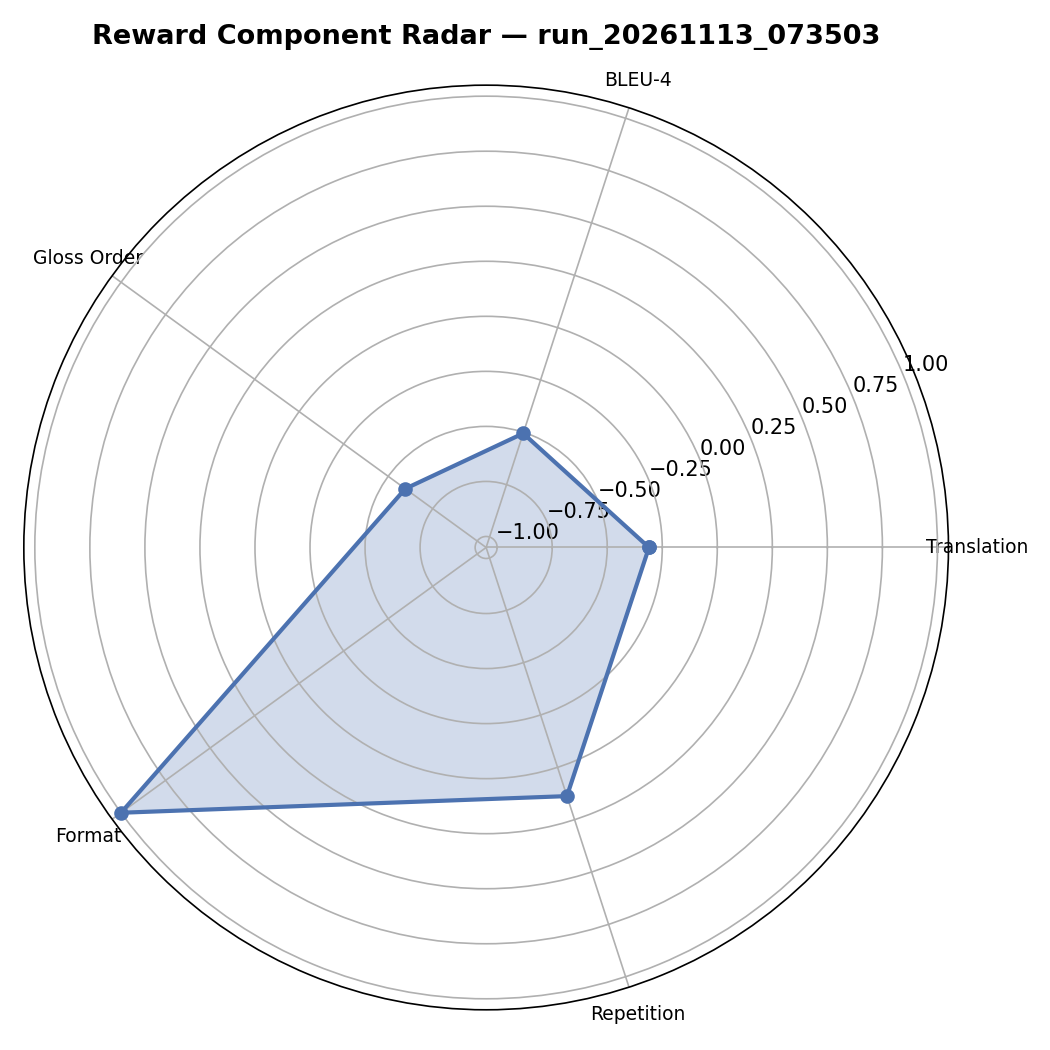 Reward Component Radar — run_20261113_073503
BLEU-4
Gloss Order
1.00
0.75
0.50
0.25
0.00
−0.25
−0.50
−0.75
−1.00
Translation
Format
Repetition